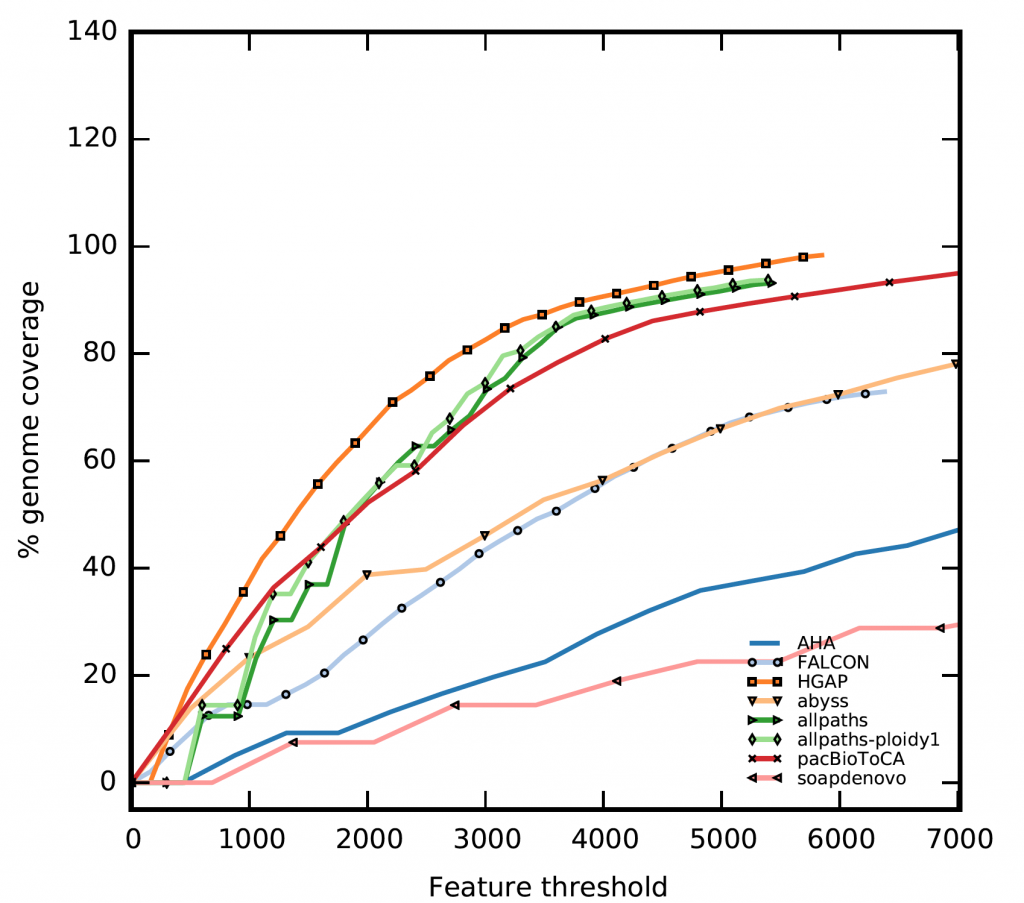 140
120
100
80
60
40
20
0
% genome coverage
AHA
FALCON
HGAP
abyss
allpaths
allpaths-ploidy1
pacBioToCA
soapdenovo
0 1000 2000 3000 4000 5000 6000 7000
Feature threshold